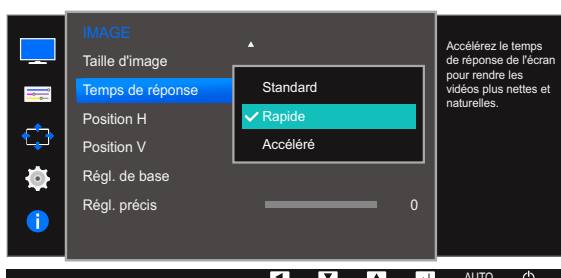 IMAGE
Taille d'image
Temps de réponse
Position H
Position V
Régl. de base
Régl. précis
0
Standard
Rapide
Accéléré
Accélérez le temps
de réponse de l'écran
pour rendre les
vidéos plus nettes et
naturelles.
AUTO